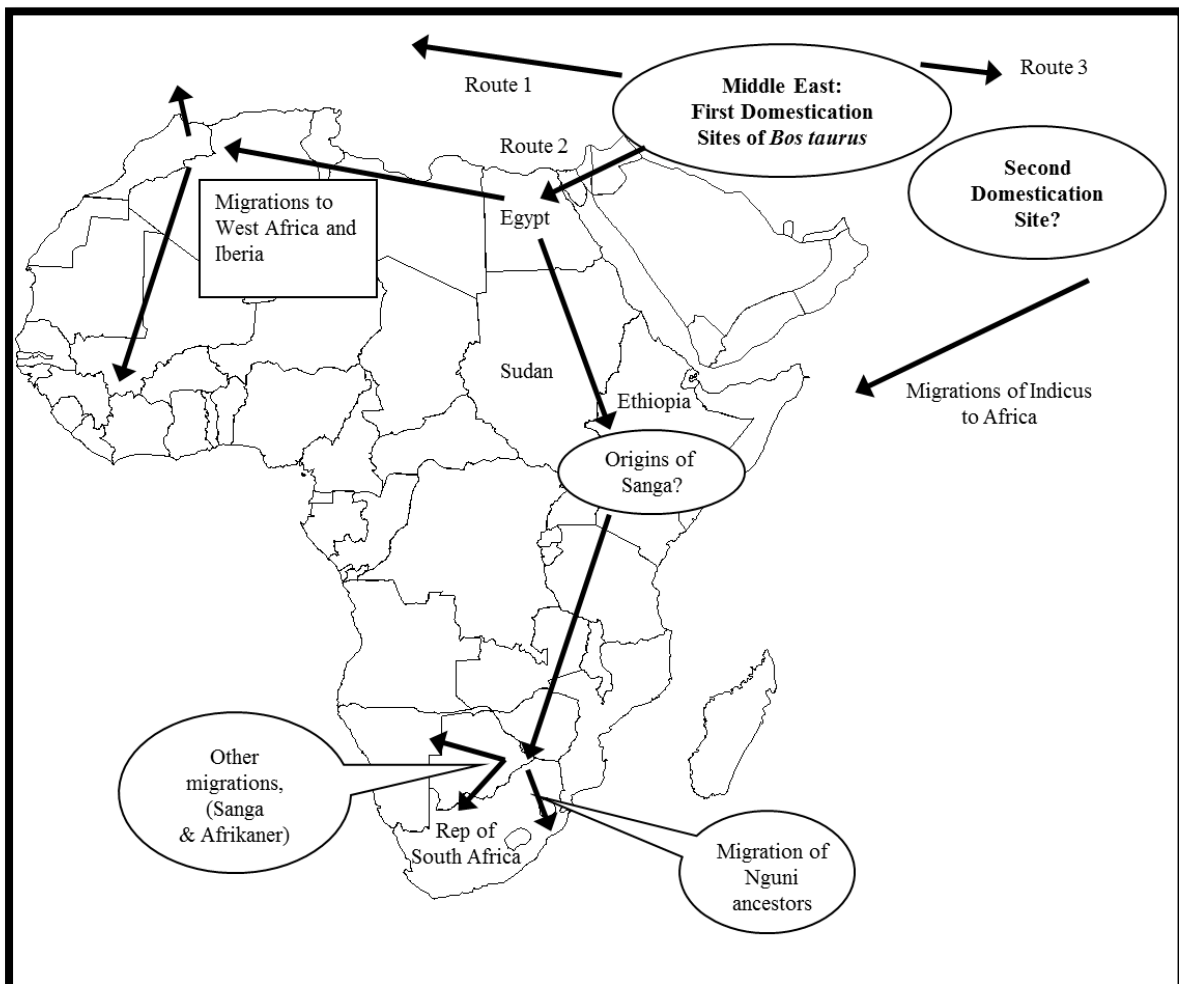 Route 1
Middle East:
First Domestication
Sites of Bos taurus
Route 3
Route 2
Second
Domestication
Site?
Migrations to
West Africa and
Iberia
Egypt
Sudan
Ethiopia
Migrations of Indicus
to Africa
Origins of
Sanga?
Other
migrations,
(Sanga
& Afrikaner)
Rep of
South Africa
Migration of
Nguni
ancestors